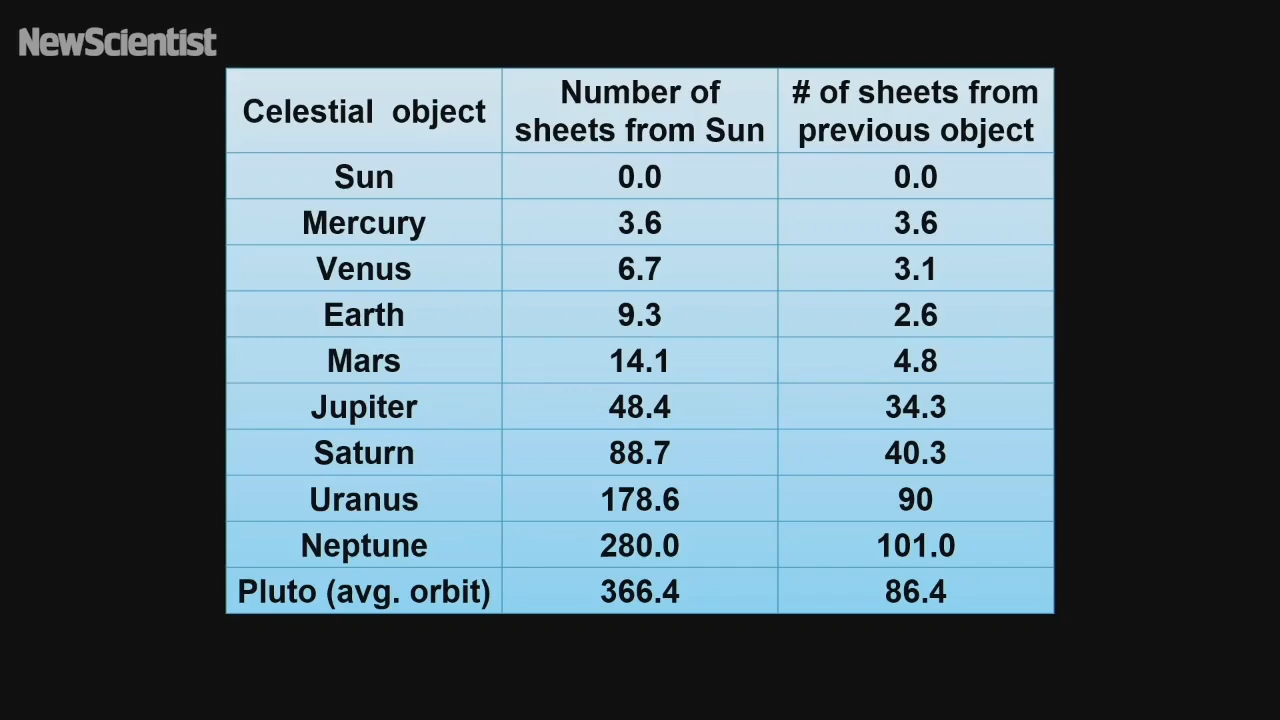 NewScientist
Celestial object
Number of
sheets from Sun
# of sheets from
previous object
Sun 0.0 0.0
Mercury 3.6 3.6
Venus 6.7 3.1
Earth 9.3 2.6
Mars 14.1 4.8
Jupiter 48.4 34.3
Saturn 88.7 40.3
Uranus 178.6 90
Neptune 280.0 101.0
Pluto (avg. orbit) 366.4 86.4